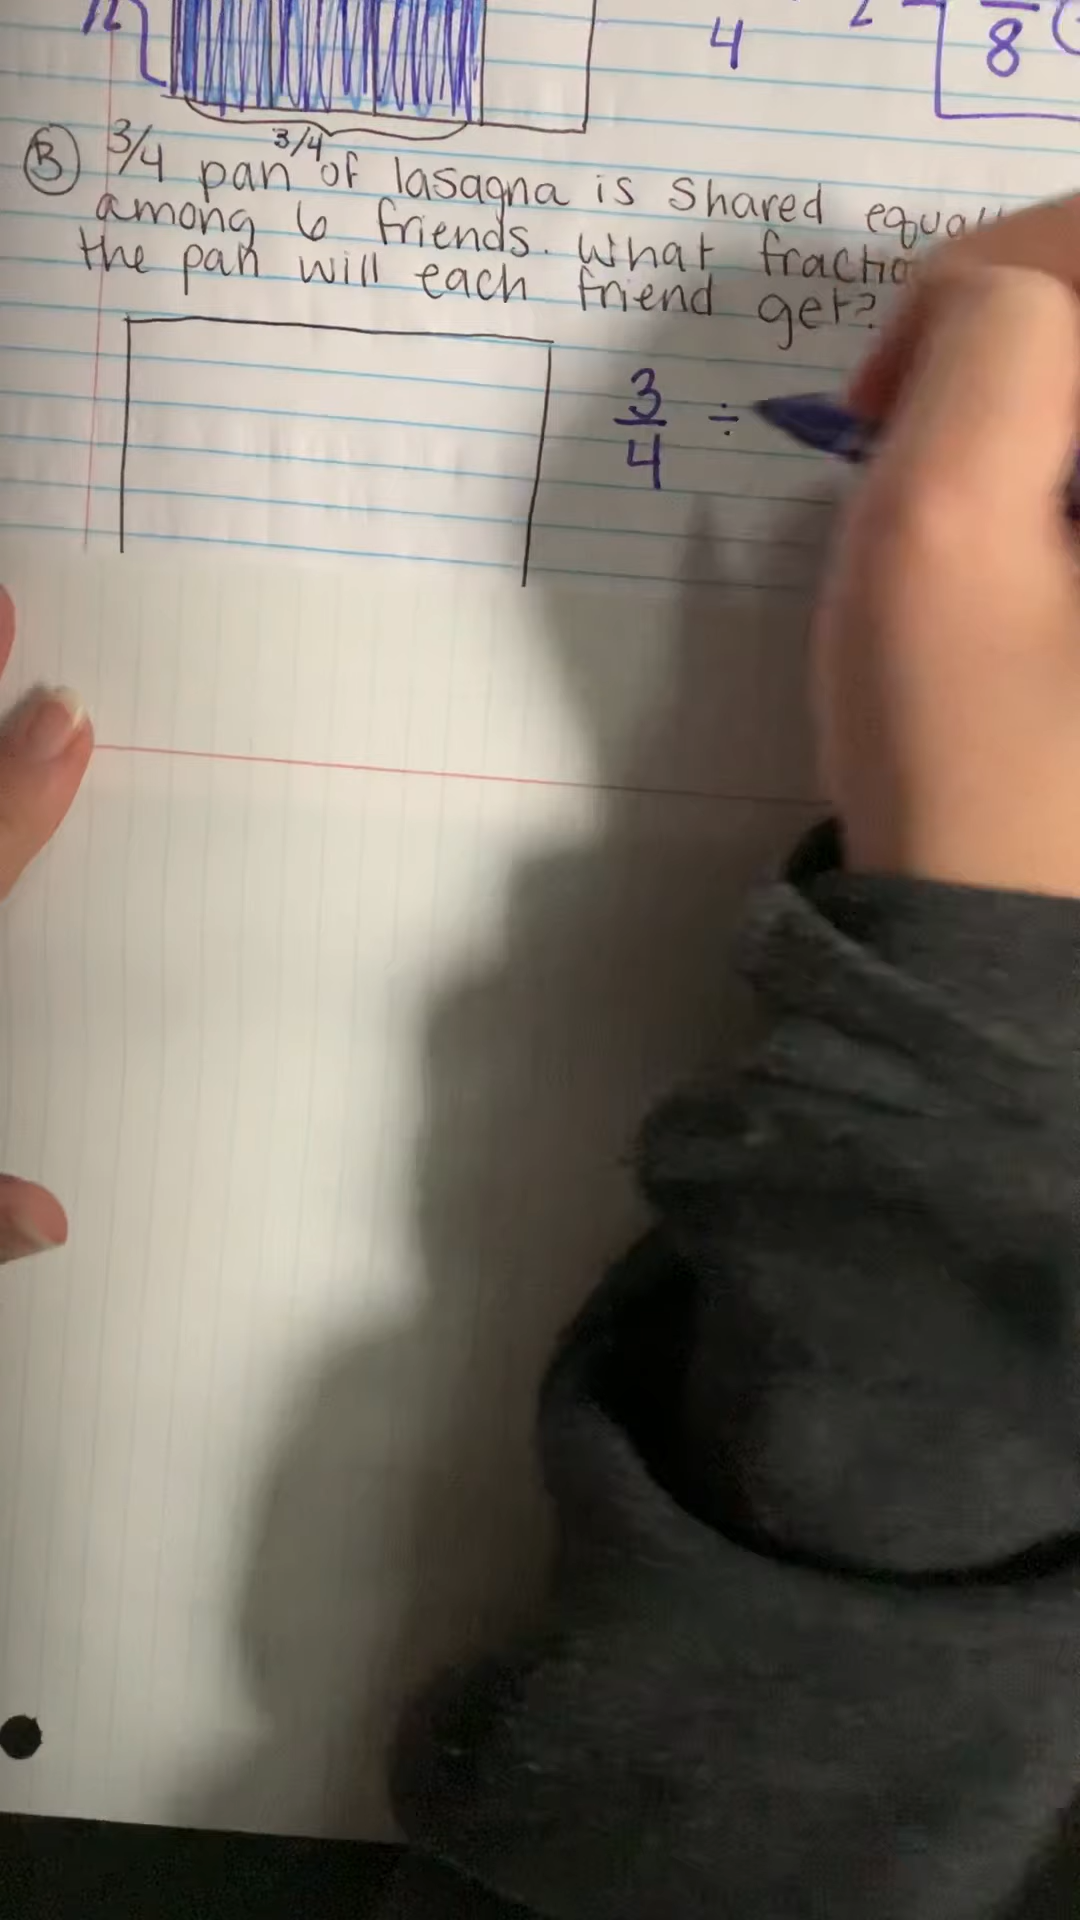 4
8
3/4
B 3/4 pan of lasagna is Shared
among 6 friends. What
the pan will each friend get?
3/4 ÷